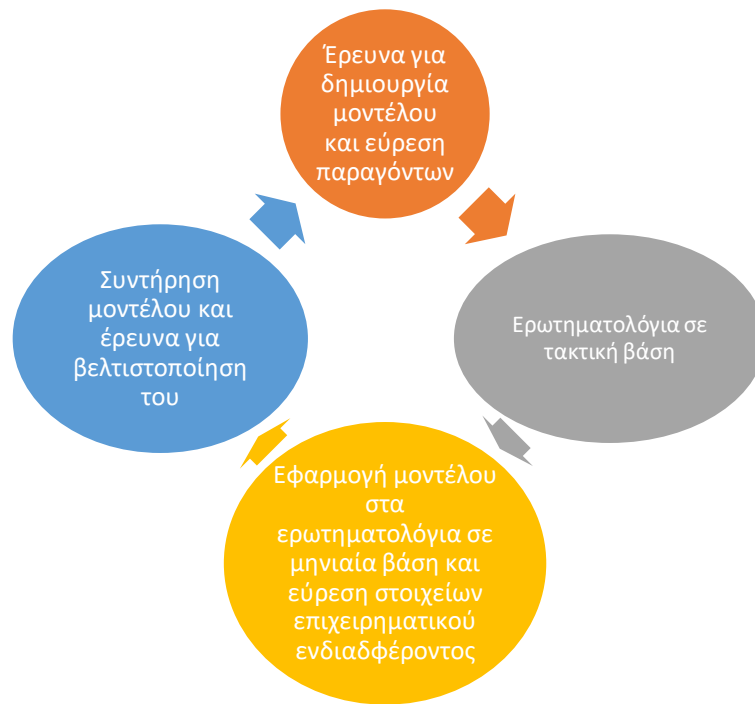 Έρευνα για
δημιουργία
μοντέλου
και εύρεση
παραγόντων
Ερωτηματολόγια σε
τακτική βάση
Εφαρμογή μοντέλου
στα
ερωτηματολόγια σε
μηνιαία βάση και
εύρεση στοιχείων
επιχειρηματικού
ενδιαδφέροντος
Συντήρηση
μοντέλου και
έρευνα για
βελτιστοποίηση
του